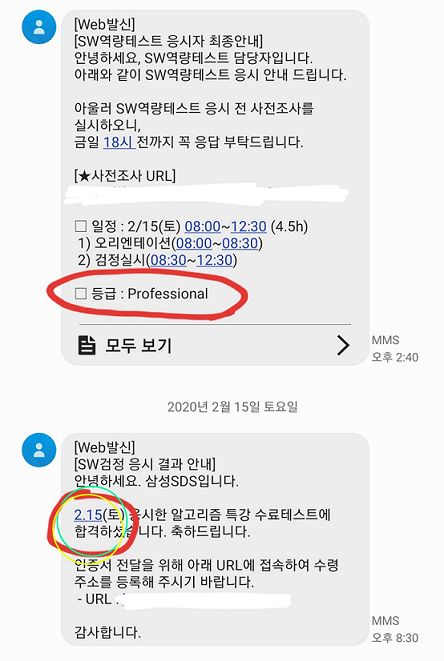 [Web발신]
[SW역량테스트 응시자 최종안내]
안녕하세요, SW역량테스트 담당자입니다.
아래와 같이 SW역량테스트 응시 안내 드립니다.
아울러 SW역량테스트 응시 전 사전조사를
실시하오니,
금일 18시 전까지 꼭 응답 부탁드립니다.
[★사전조사 URL]
□ 일정 : 2/15(토) 08:00~12:30 (4.5h)
1) 오리엔테이션(08:00~08:30)
2) 검정실시(08:30~12:30)
□ 등급 : Professional
모두 보기
MMS
오후 2:40
2020년 2월 15일 토요일
[Web발신]
[SW검정 응시 결과 안내]
안녕하세요. 삼성SDS입니다.
2.15(토) 응시한 알고리즘 특강 수료테스트에
합격하셨습니다. 축하드립니다.
인증서 전달을 위해 아래 URL에 접속하여 수령
주소를 등록해 주시기 바랍니다.
- URL :
감사합니다.
MMS
오후 8:30